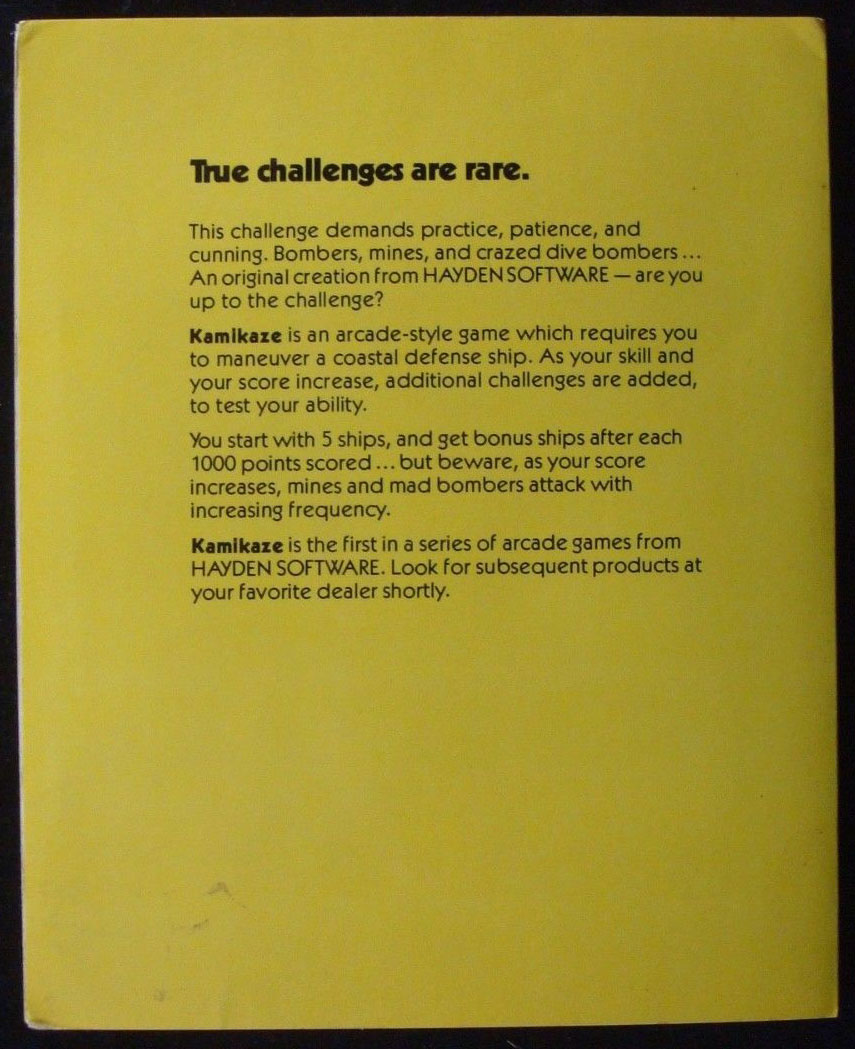 True challenges are rare.
This challenge demands practice, patience, and
cunning. Bombers, mines, and crazed dive bombers...
An original creation from HAYDEN SOFTWARE — are you
up to the challenge?
Kamikaze is an arcade-style game which requires you
to maneuver a coastal defense ship. As your skill and
your score increase, additional challenges are added,
to test your ability.
You start with 5 ships, and get bonus ships after each
1000 points scored... but beware, as your score
increases, mines and mad bombers attack with
increasing frequency.
Kamikaze is the first in a series of arcade games from
HAYDEN SOFTWARE. Look for subsequent products at
your favorite dealer shortly.